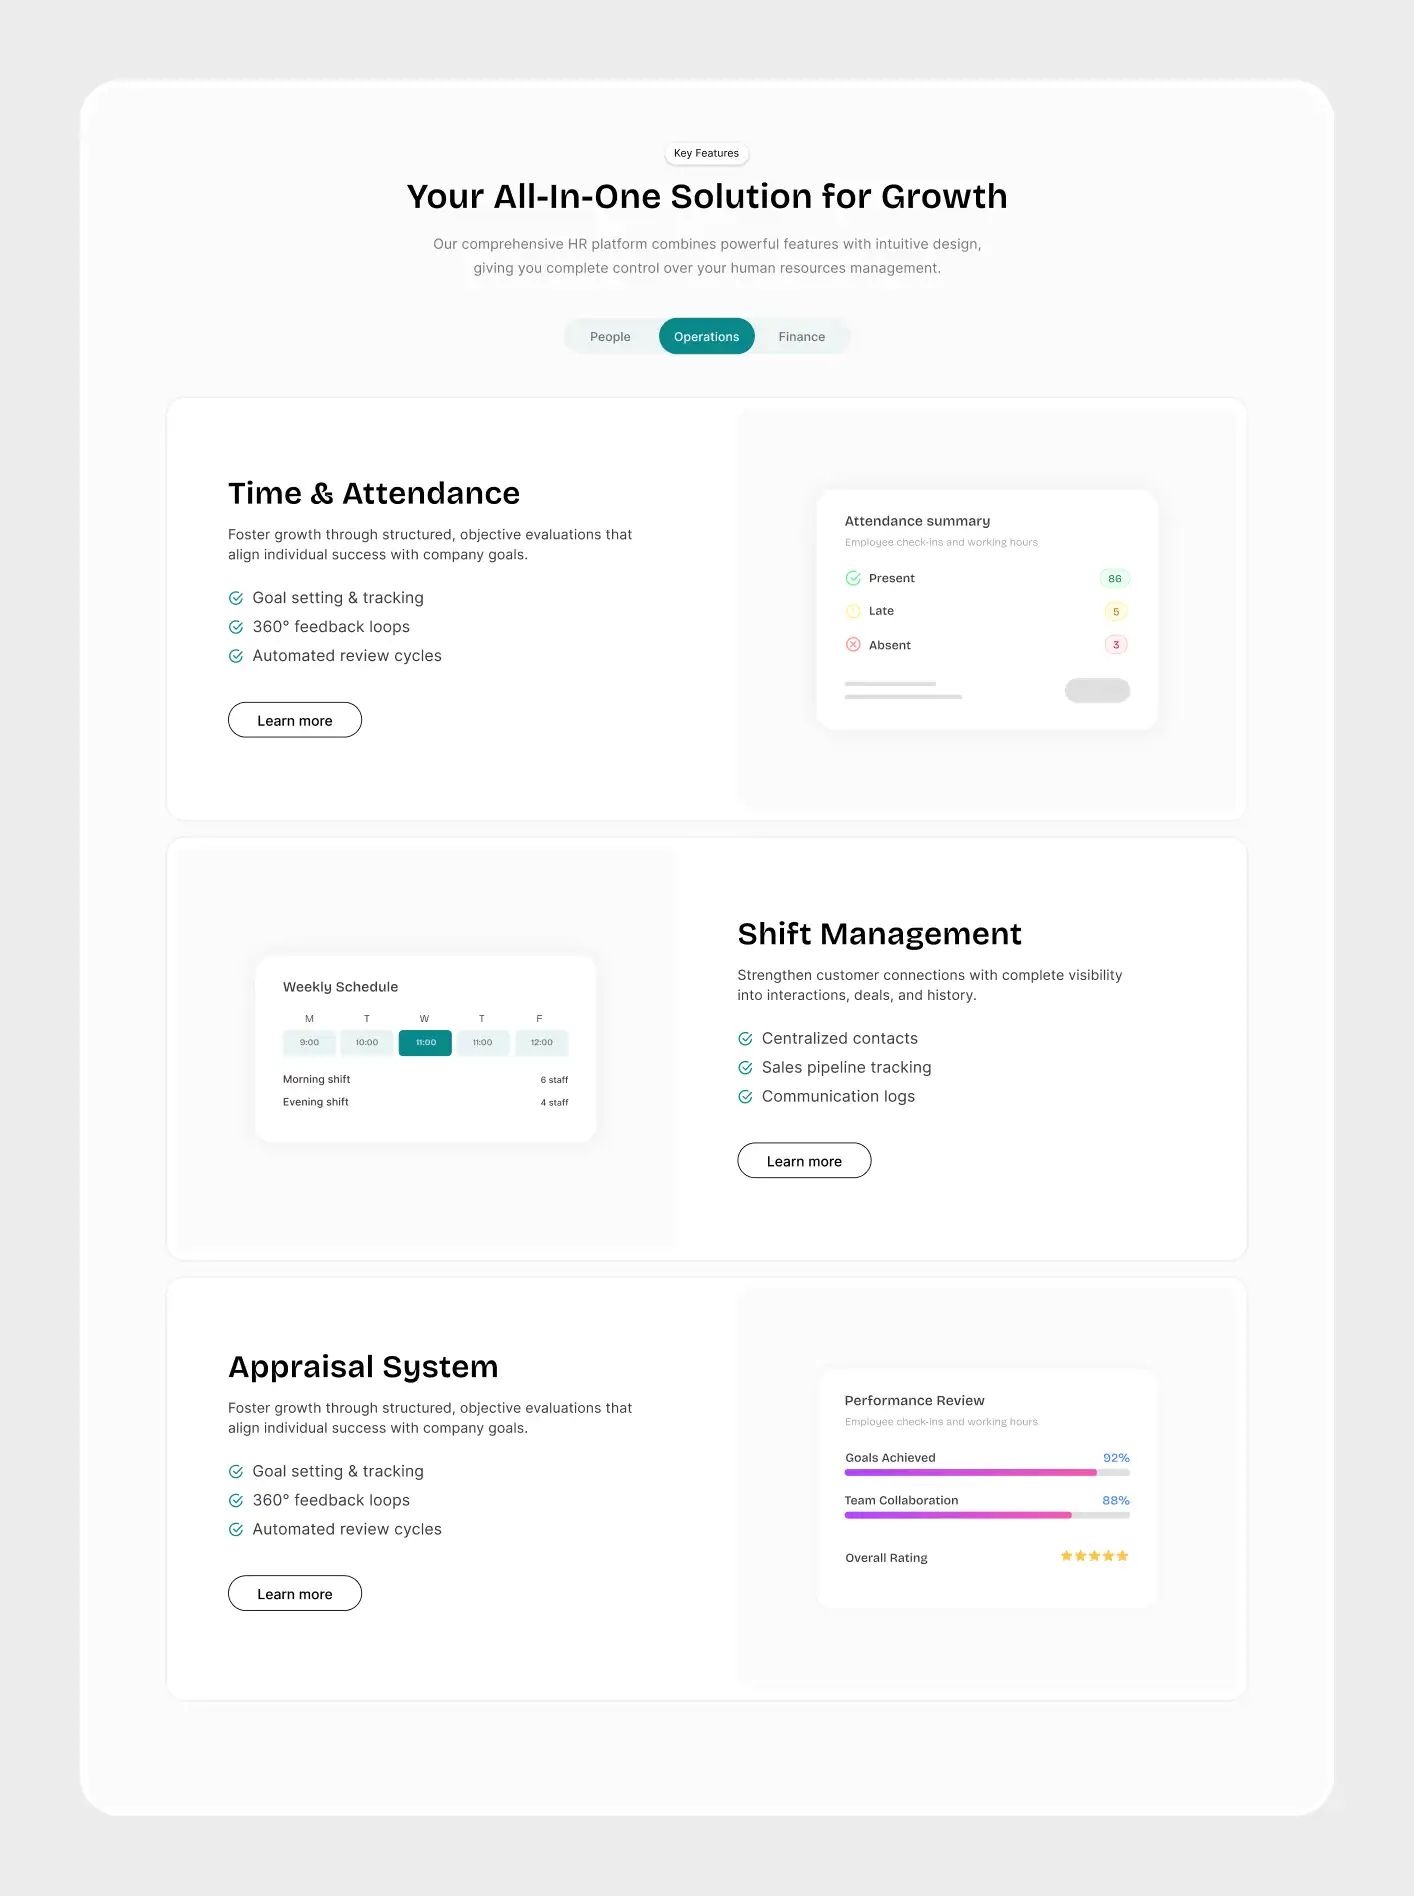 Key Features
Your All-In-One Solution for Growth
Our comprehensive HR platform combines powerful features with intuitive design,
giving you complete control over your human resources management.
People Operations Finance
Time & Attendance
Foster growth through structured, objective evaluations that
align individual success with company goals.
Goal setting & tracking
360° feedback loops
Automated review cycles
Learn more
Attendance summary
Employee check-ins and working hours
Present 86
Late 5
Absent 3
Weekly Schedule
M T W T F
9:00 10:00 11:00 11:00 12:00
Morning shift 6 staff
Evening shift 4 staff
Shift Management
Strengthen customer connections with complete visibility
into interactions, deals, and history.
Centralized contacts
Sales pipeline tracking
Communication logs
Learn more
Appraisal System
Foster growth through structured, objective evaluations that
align individual success with company goals.
Goal setting & tracking
360° feedback loops
Automated review cycles
Learn more
Performance Review
Employee check-ins and working hours
Goals Achieved 92%
Team Collaboration 88%
Overall Rating